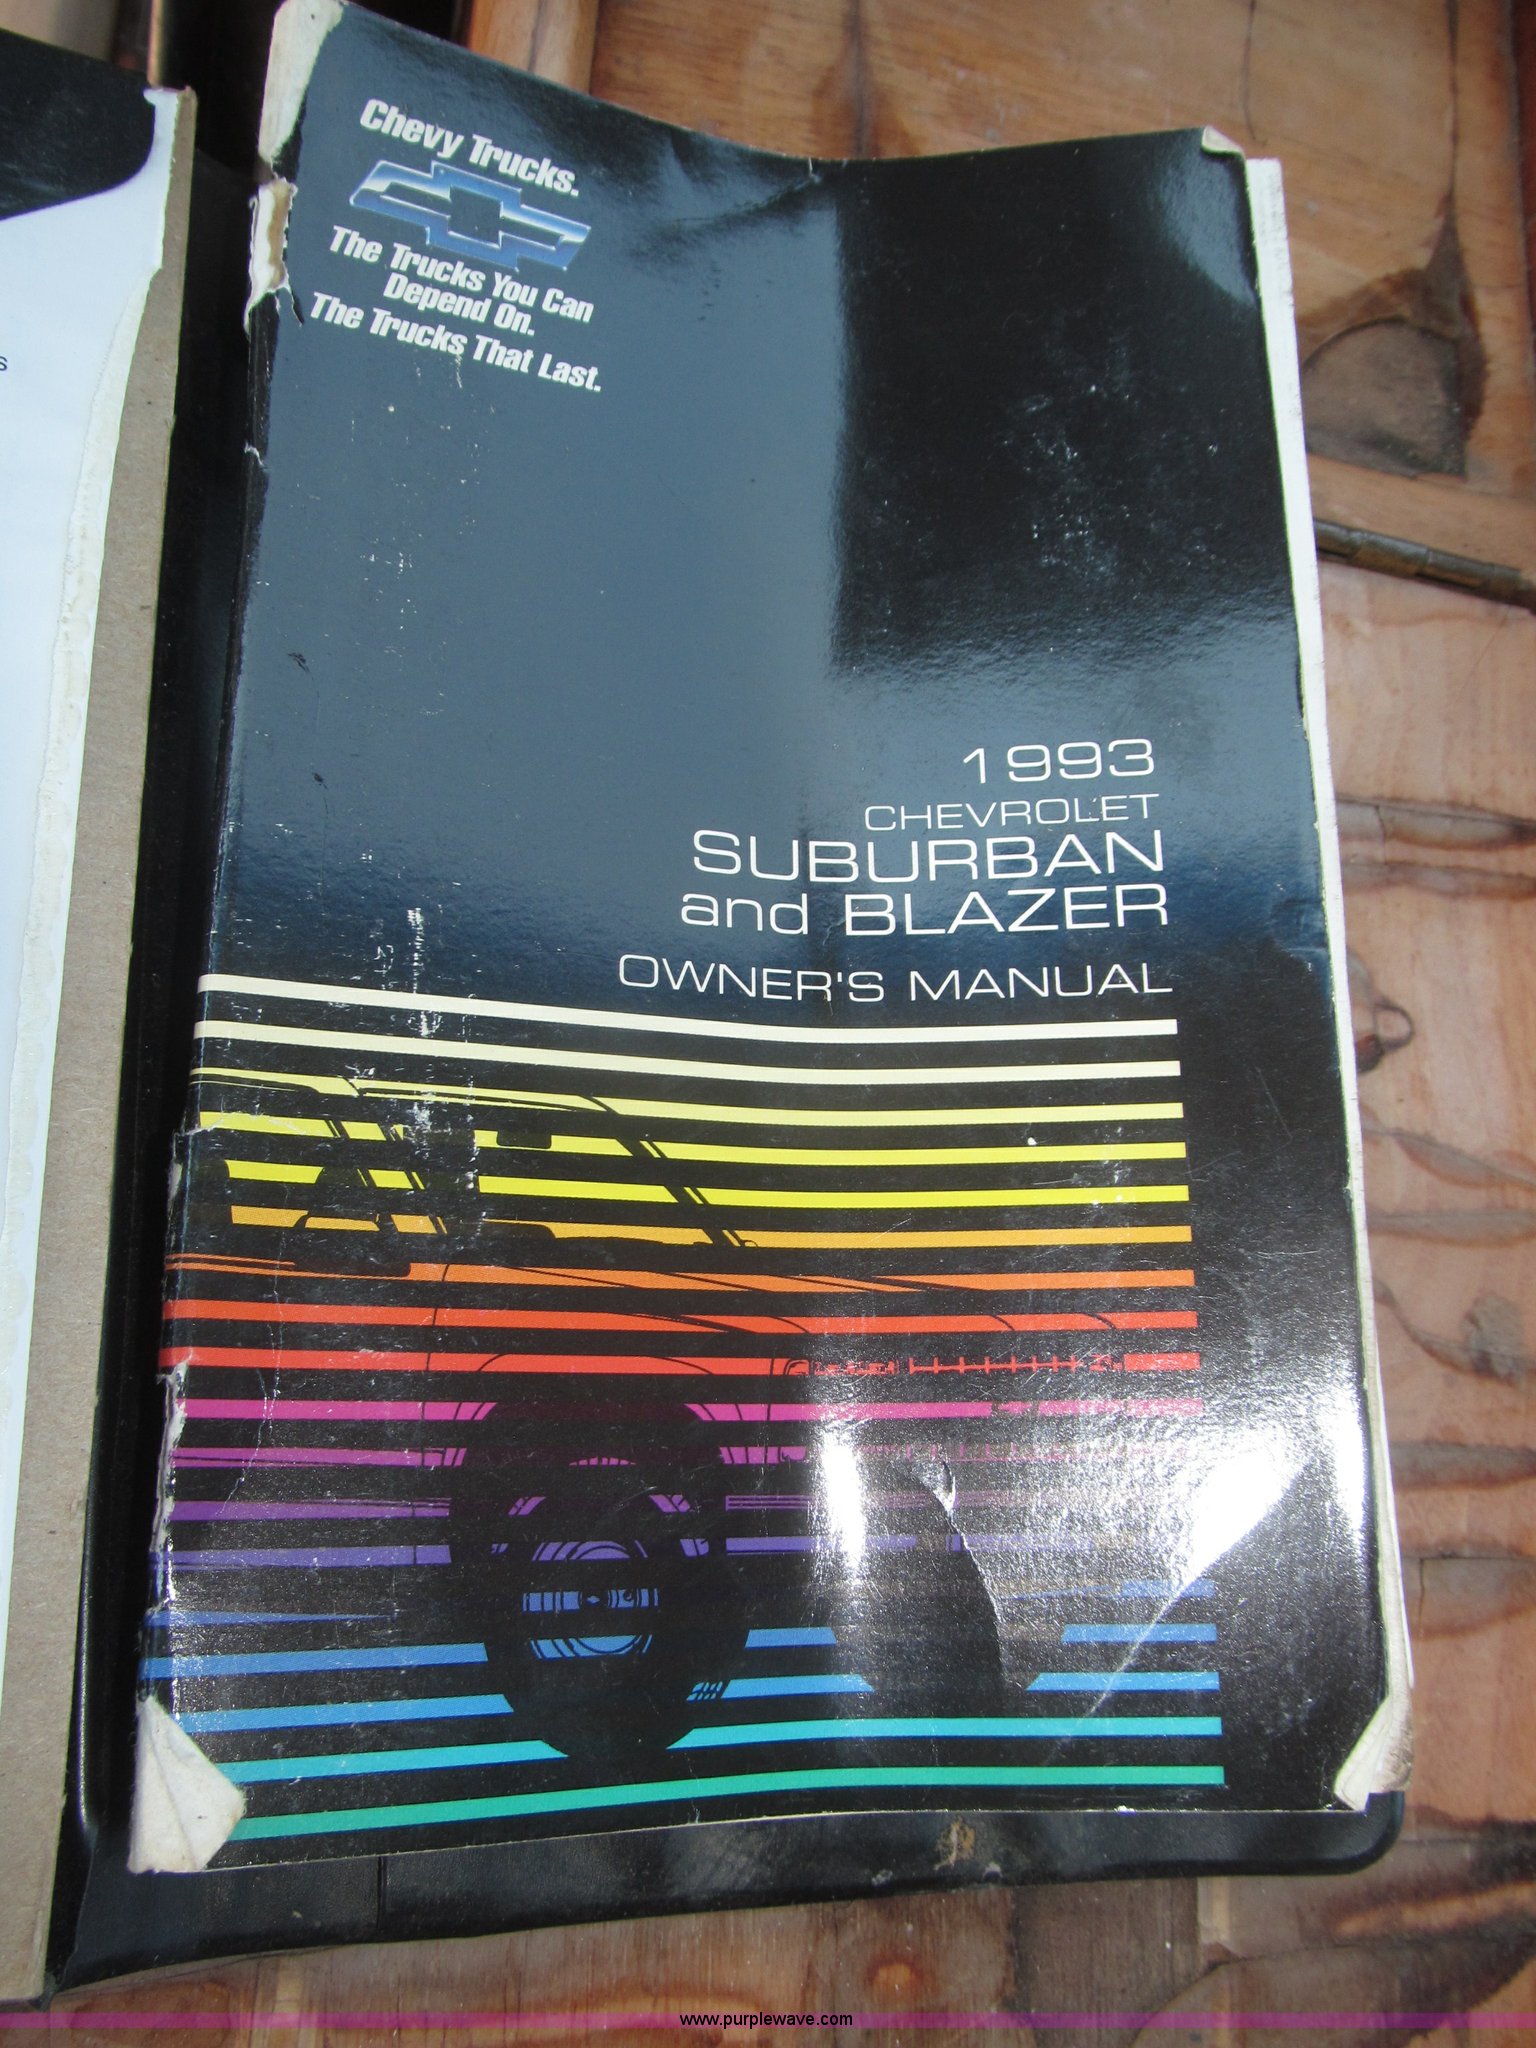 Chevy Trucks.
The Trucks You Can
Depend On.
The Trucks That Last.
s
1993
CHEVROLET
SUBURBAN
and BLAZER
OWNER'S MANUAL
www.purplewave.com